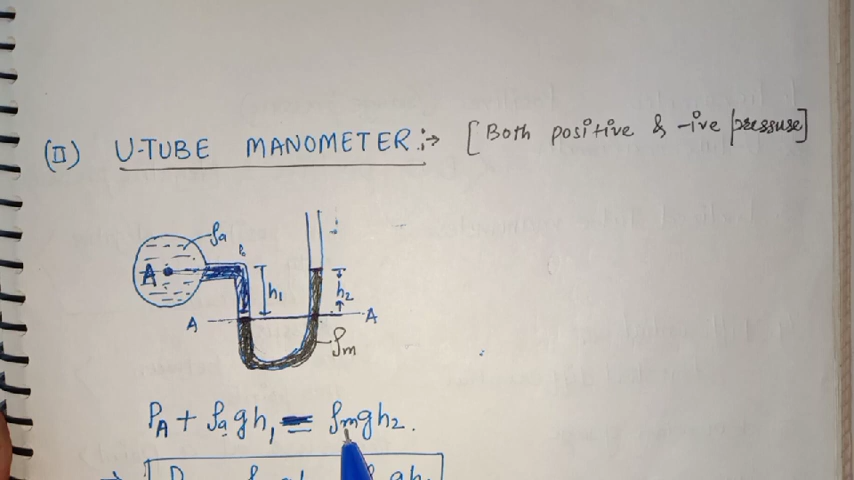 (II) U-TUBE MANOMETER :→ [Both positive & -ive pressure]
ρa
A
h1
h2
A A
ρm
PA + ρa g h1 = ρm g h2.